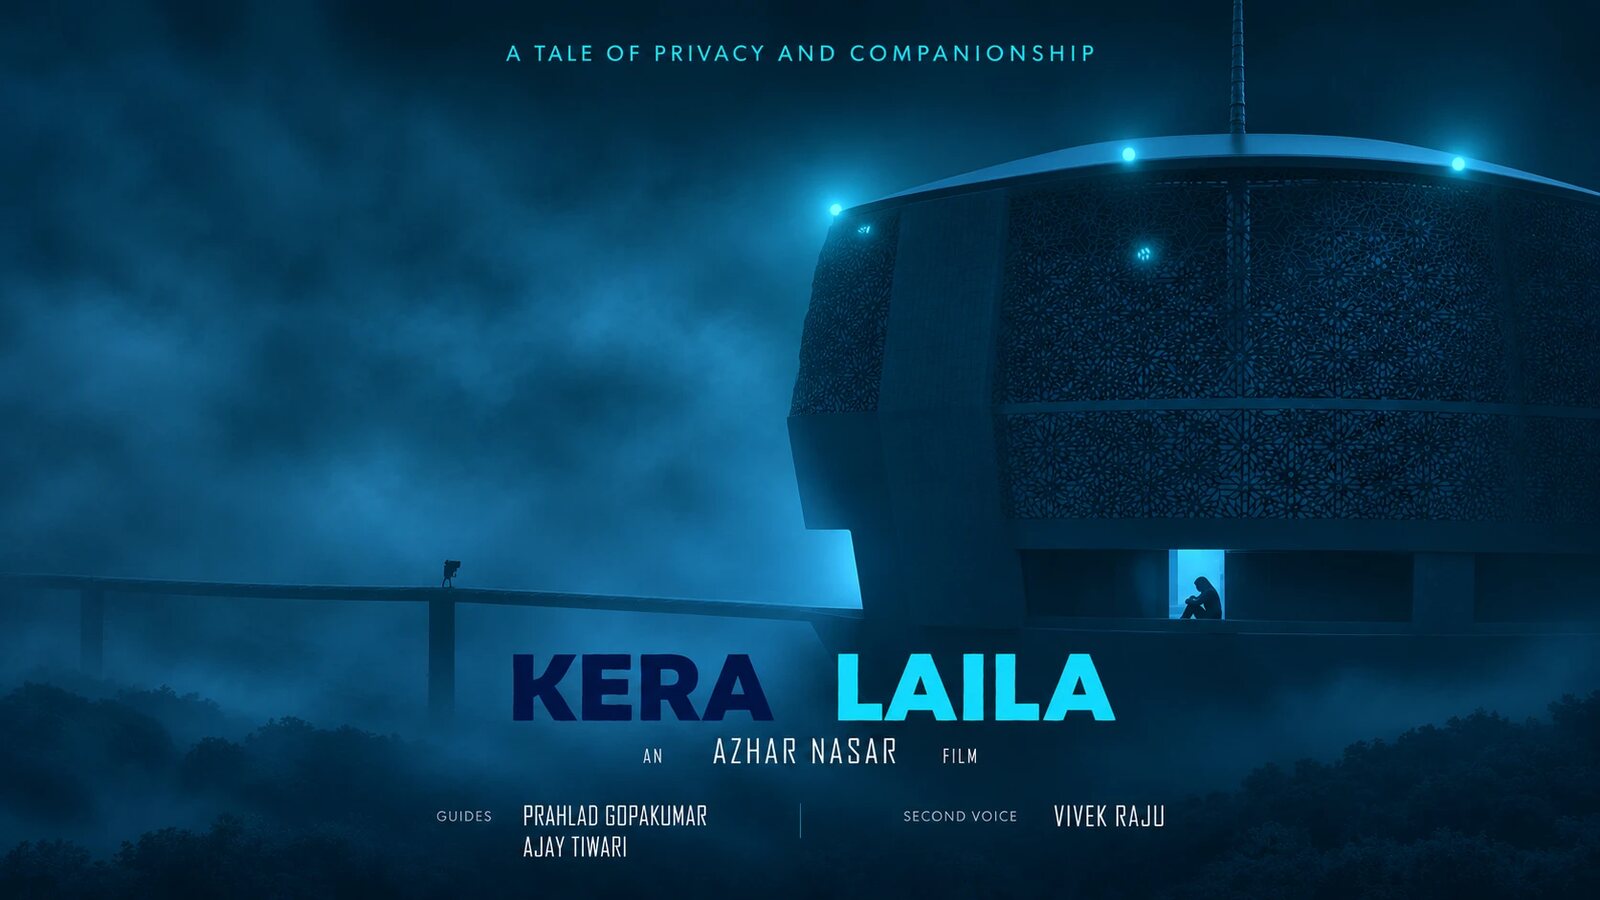 A TALE OF PRIVACY AND COMPANIONSHIP
KERA LAILA
AN AZHAR NASAR FILM
GUIDES PRAHLAD GOPAKUMAR
AJAY TIWARI
SECOND VOICE VIVEK RAJU